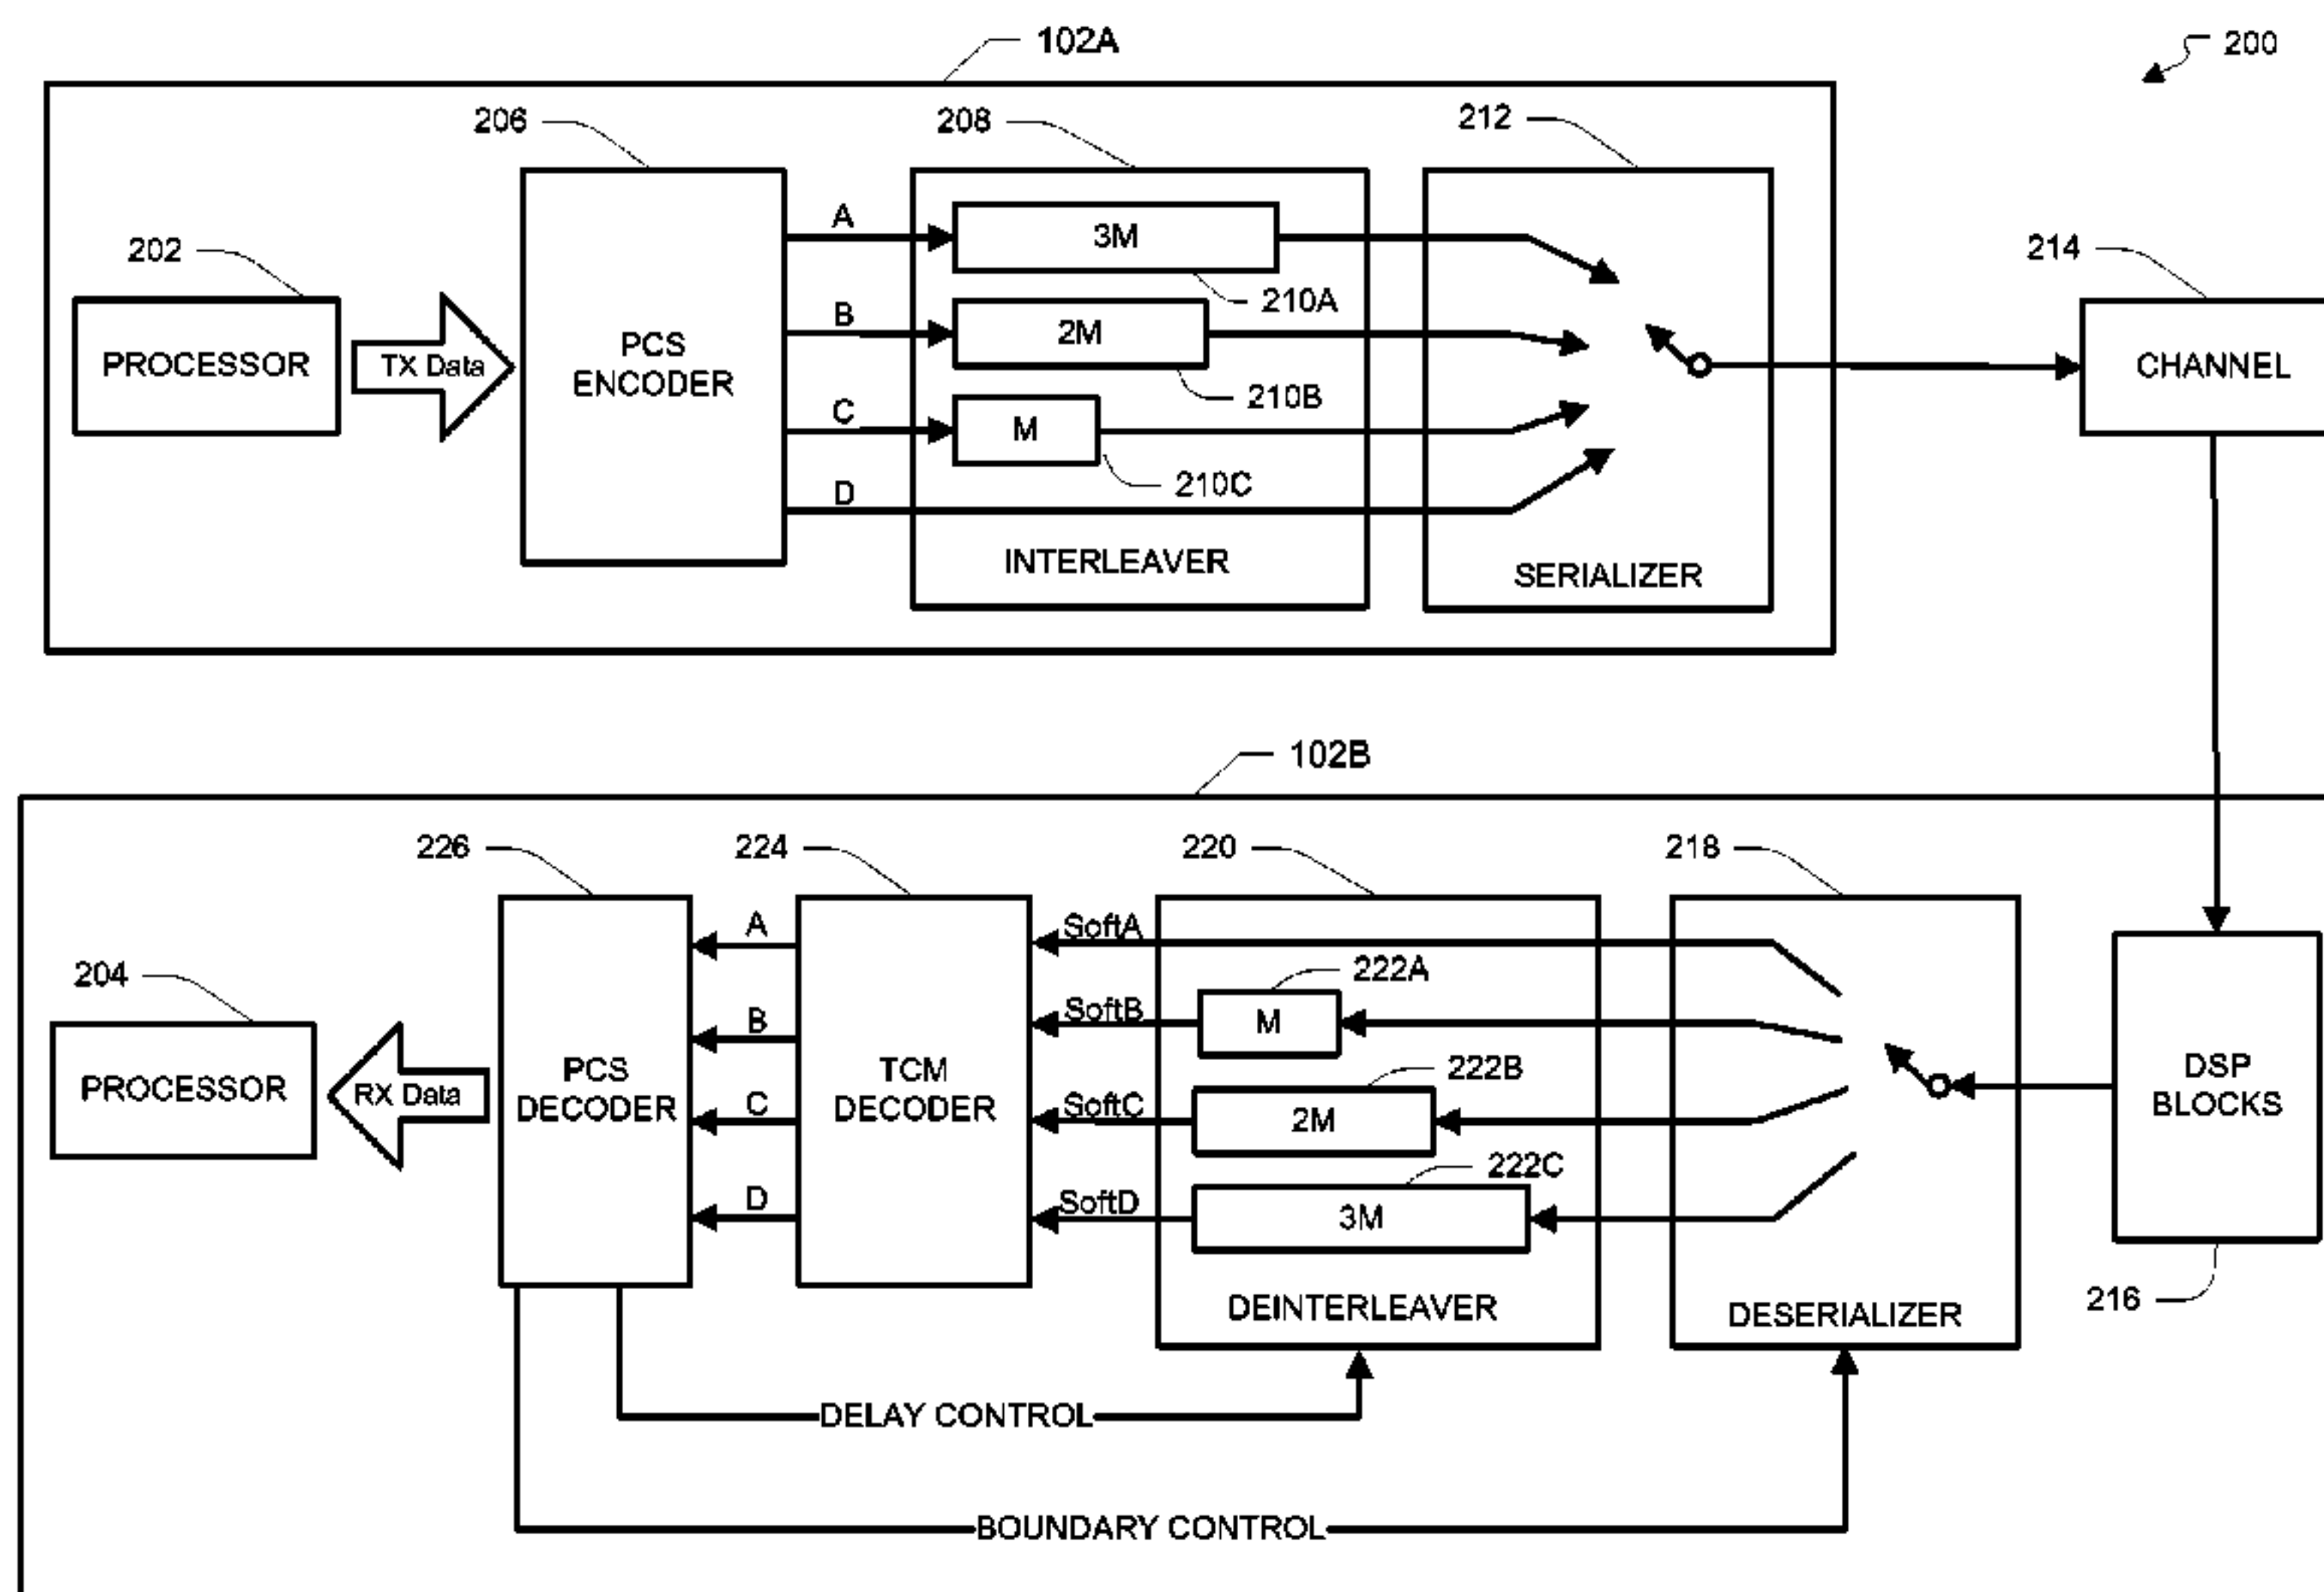 102A
200
206
208
212
202
214
A
3M
210A
B
2M
210B
C
M
210C
D
PROCESSOR
TX Data
PCS
ENCODER
INTERLEAVER
SERIALIZER
CHANNEL
102B
226
224
220
218
204
A
SoftA
222A
B
SoftB
M
222B
C
SoftC
2M
222C
D
SoftD
3M
PROCESSOR
RX Data
PCS
DECODER
TCM
DECODER
DEINTERLEAVER
DESERIALIZER
DSP
BLOCKS
216
DELAY CONTROL
BOUNDARY CONTROL